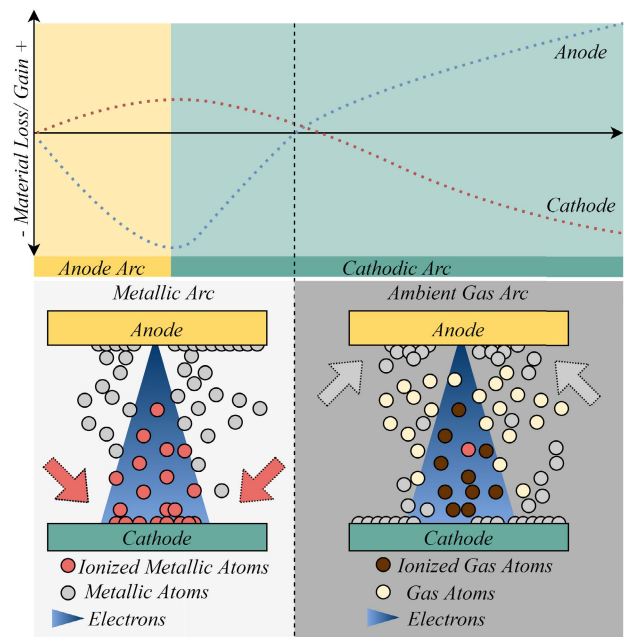 - Material Loss/ Gain +
Anode
Cathode
Anode Arc
Cathodic Arc
Metallic Arc
Anode
Cathode
Ionized Metallic Atoms
Metallic Atoms
Electrons
Ambient Gas Arc
Anode
Cathode
Ionized Gas Atoms
Gas Atoms
Electrons